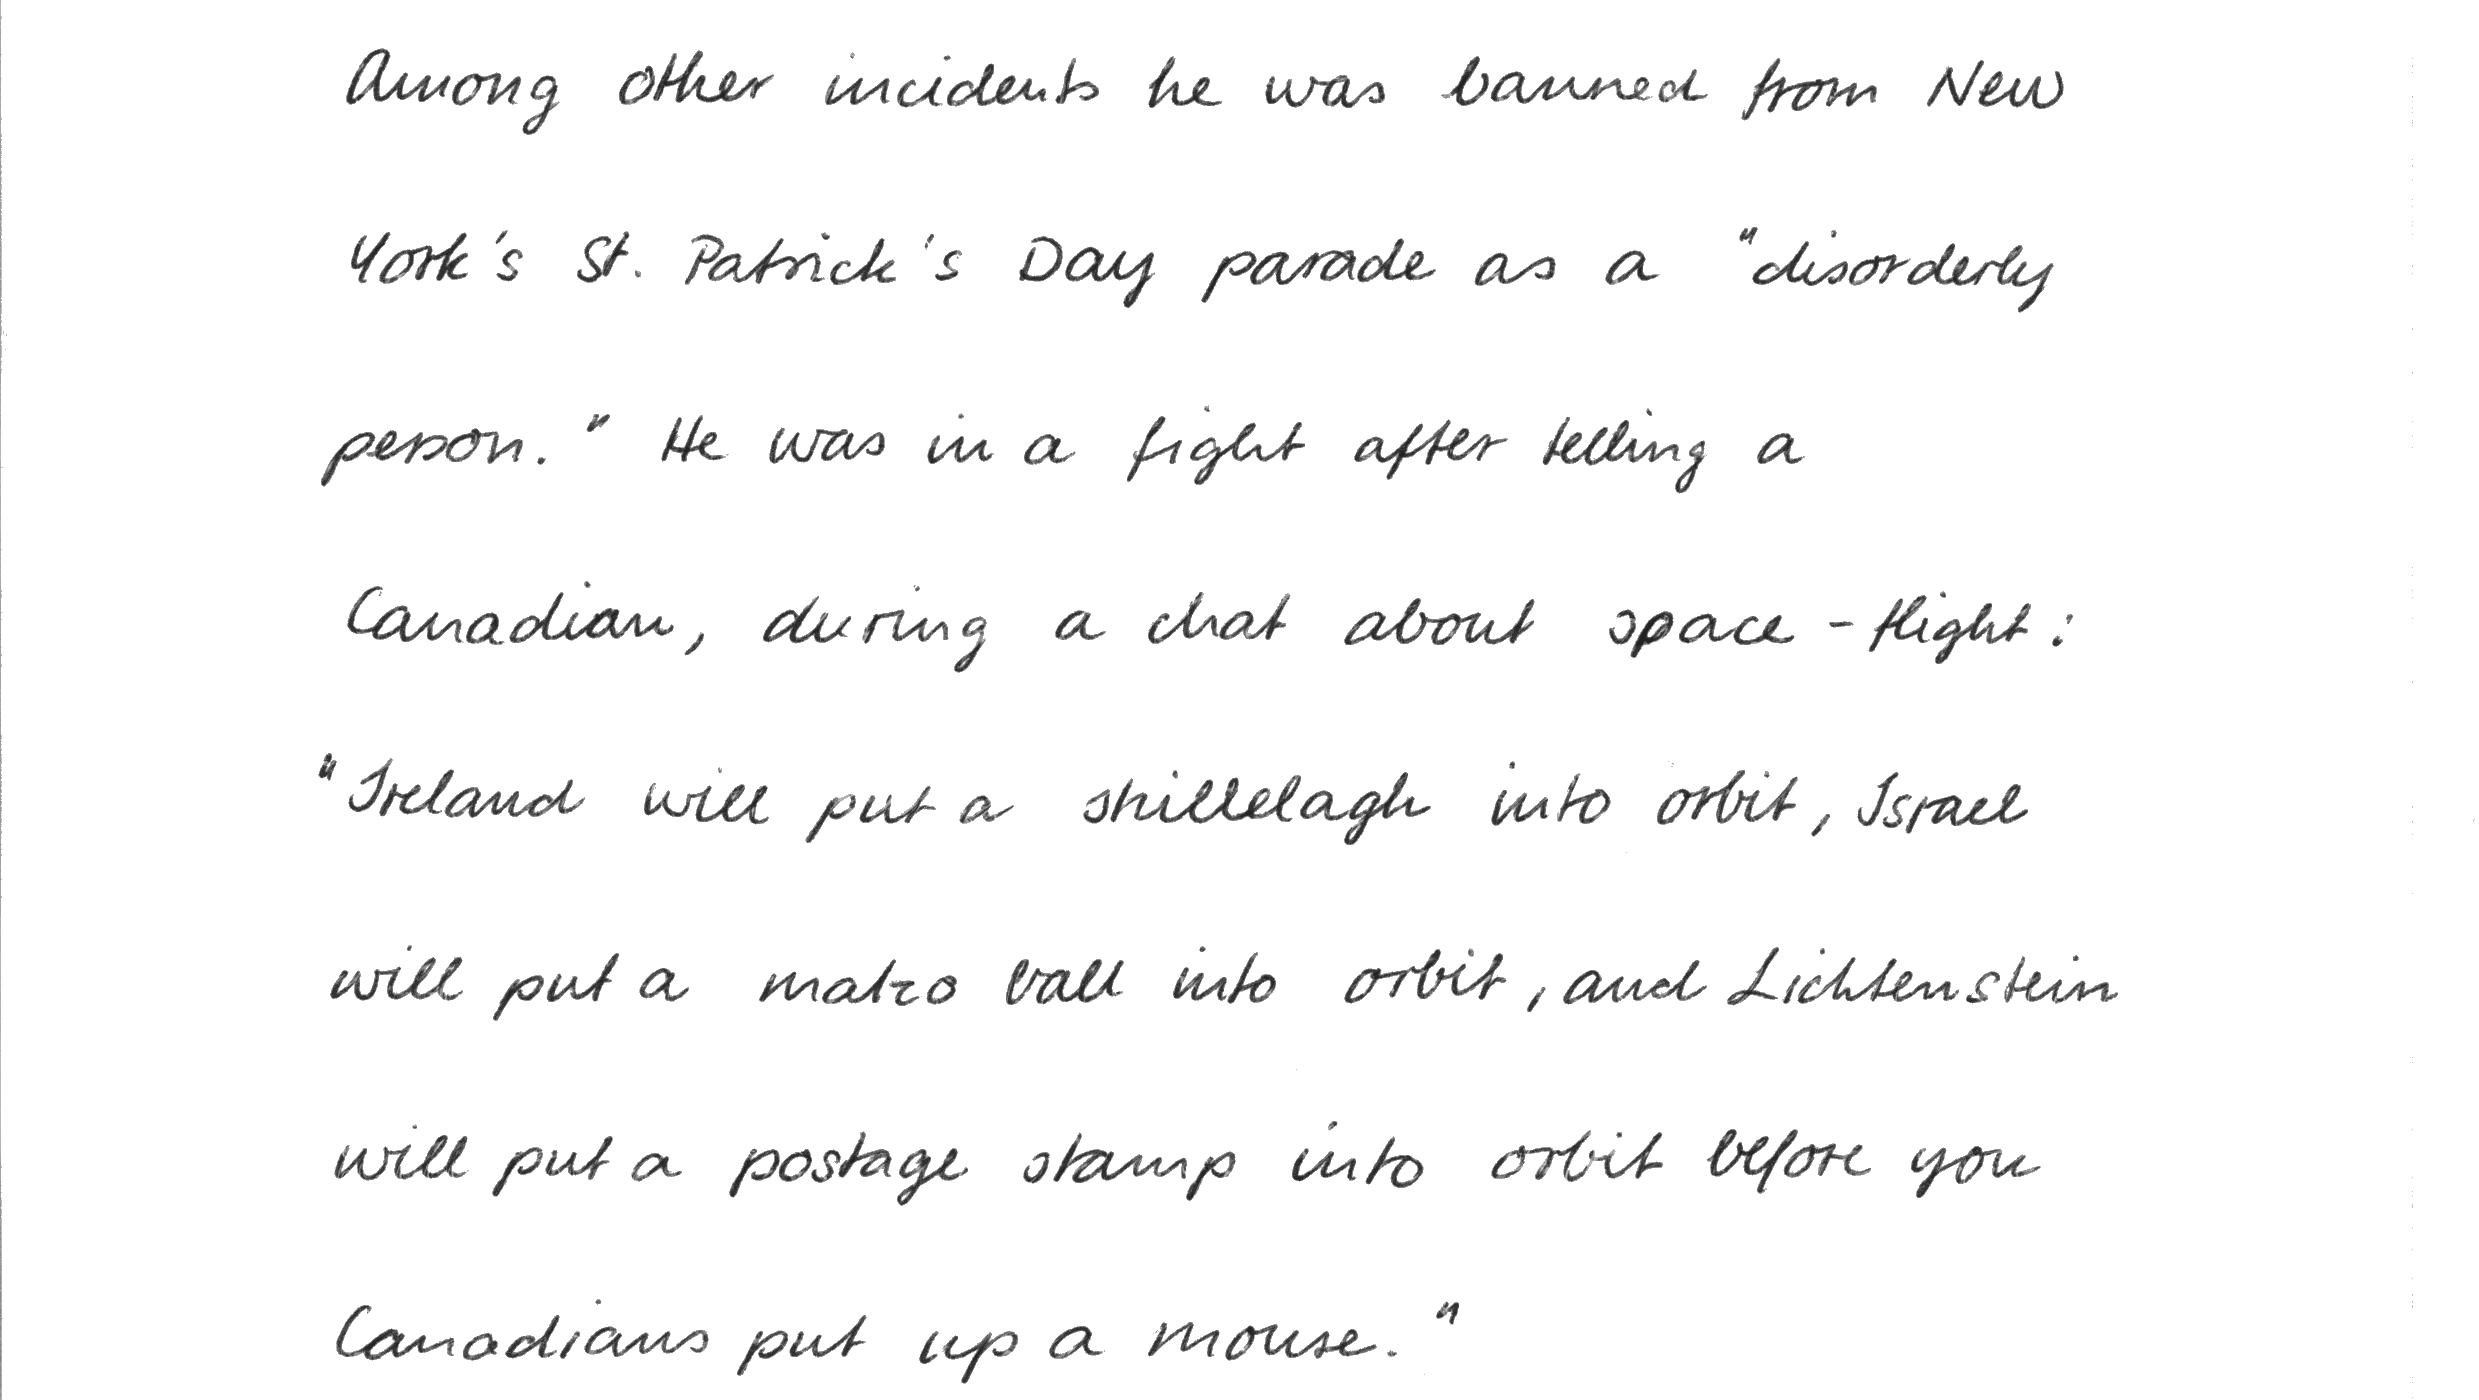 Among other incidents he was banned from New
York's St. Patrick's Day parade as a "disorderly
person." He was in a fight after telling a
Canadian, during a chat about space-flight:
"Ireland will put a shillelagh into orbit, Israel
will put a matzo ball into orbit, and Lichtenstein
will put a postage stamp into orbit before you
Canadians put up a mouse."